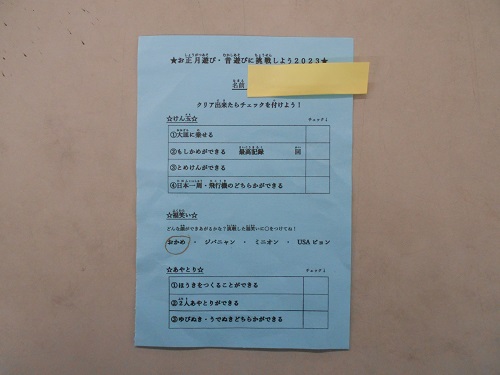 ★お正月遊び・昔遊びに挑戦しよう2023★
名前
クリア出来たらチェックを付けよう！
☆けん玉☆ チェック↓
①大皿に乗せる
②もしかめができる 最高記録 回
③とめけんができる
④日本一周・飛行機のどちらかができる
☆福笑い☆
どんな顔ができあがるかな？挑戦した福笑いに○をつけてね！
おかめ ・ ジバニャン ・ ミニオン ・ USAピョン
☆あやとり☆ チェック↓
①ほうきをつくることができる
②2人あやとりができる
③ゆびぬき・うでぬきどちらかができる